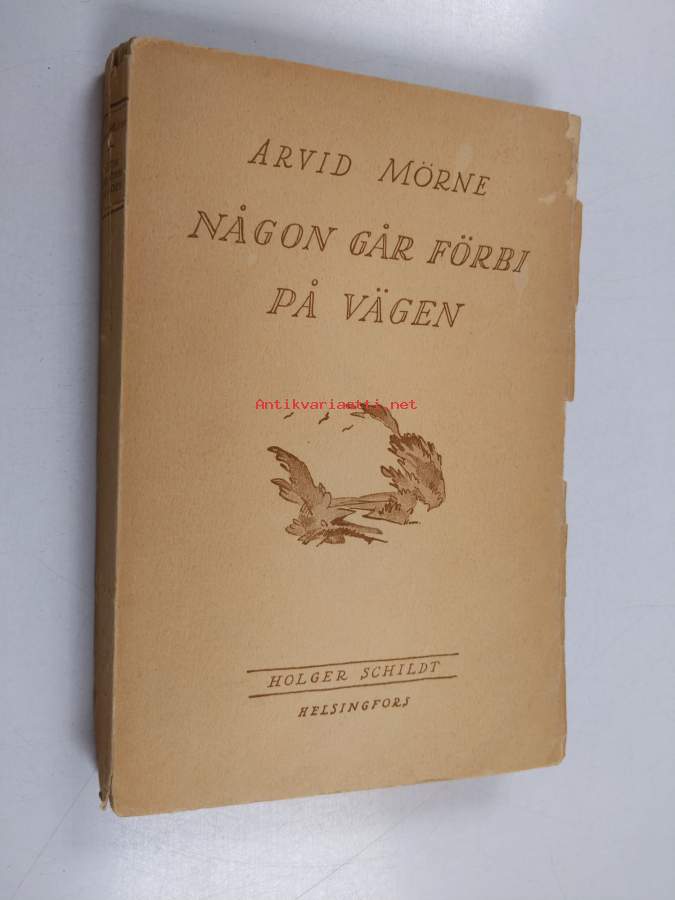 ARVID MÖRNE
NÅGON GÅR FÖRBI
PÅ VÄGEN
Antikvariaatti.net
HOLGER SCHILDT
HELSINGFORS